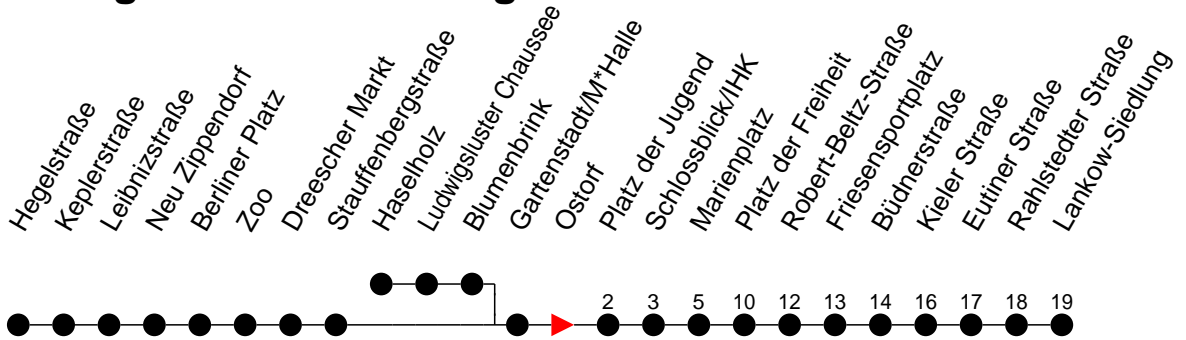 Hegelstraße
Keplerstraße
Leibnizstraße
Neu Zippendorf
Berliner Platz
Zoo
Dreescher Markt
Stauffenbergstraße
Haselholz
Ludwigsluster Chaussee
Blumenbrink
Gartenstadt/M*Halle
Ostorf
Platz der Jugend
Schlossblick/IHK
Marienplatz
Platz der Freiheit
Robert-Beltz-Straße
Friesensportplatz
Büdnerstraße
Kieler Straße
Eutiner Straße
Rahlstedter Straße
Lankow-Siedlung
2 3 5 10 12 13 14 16 17 18 19